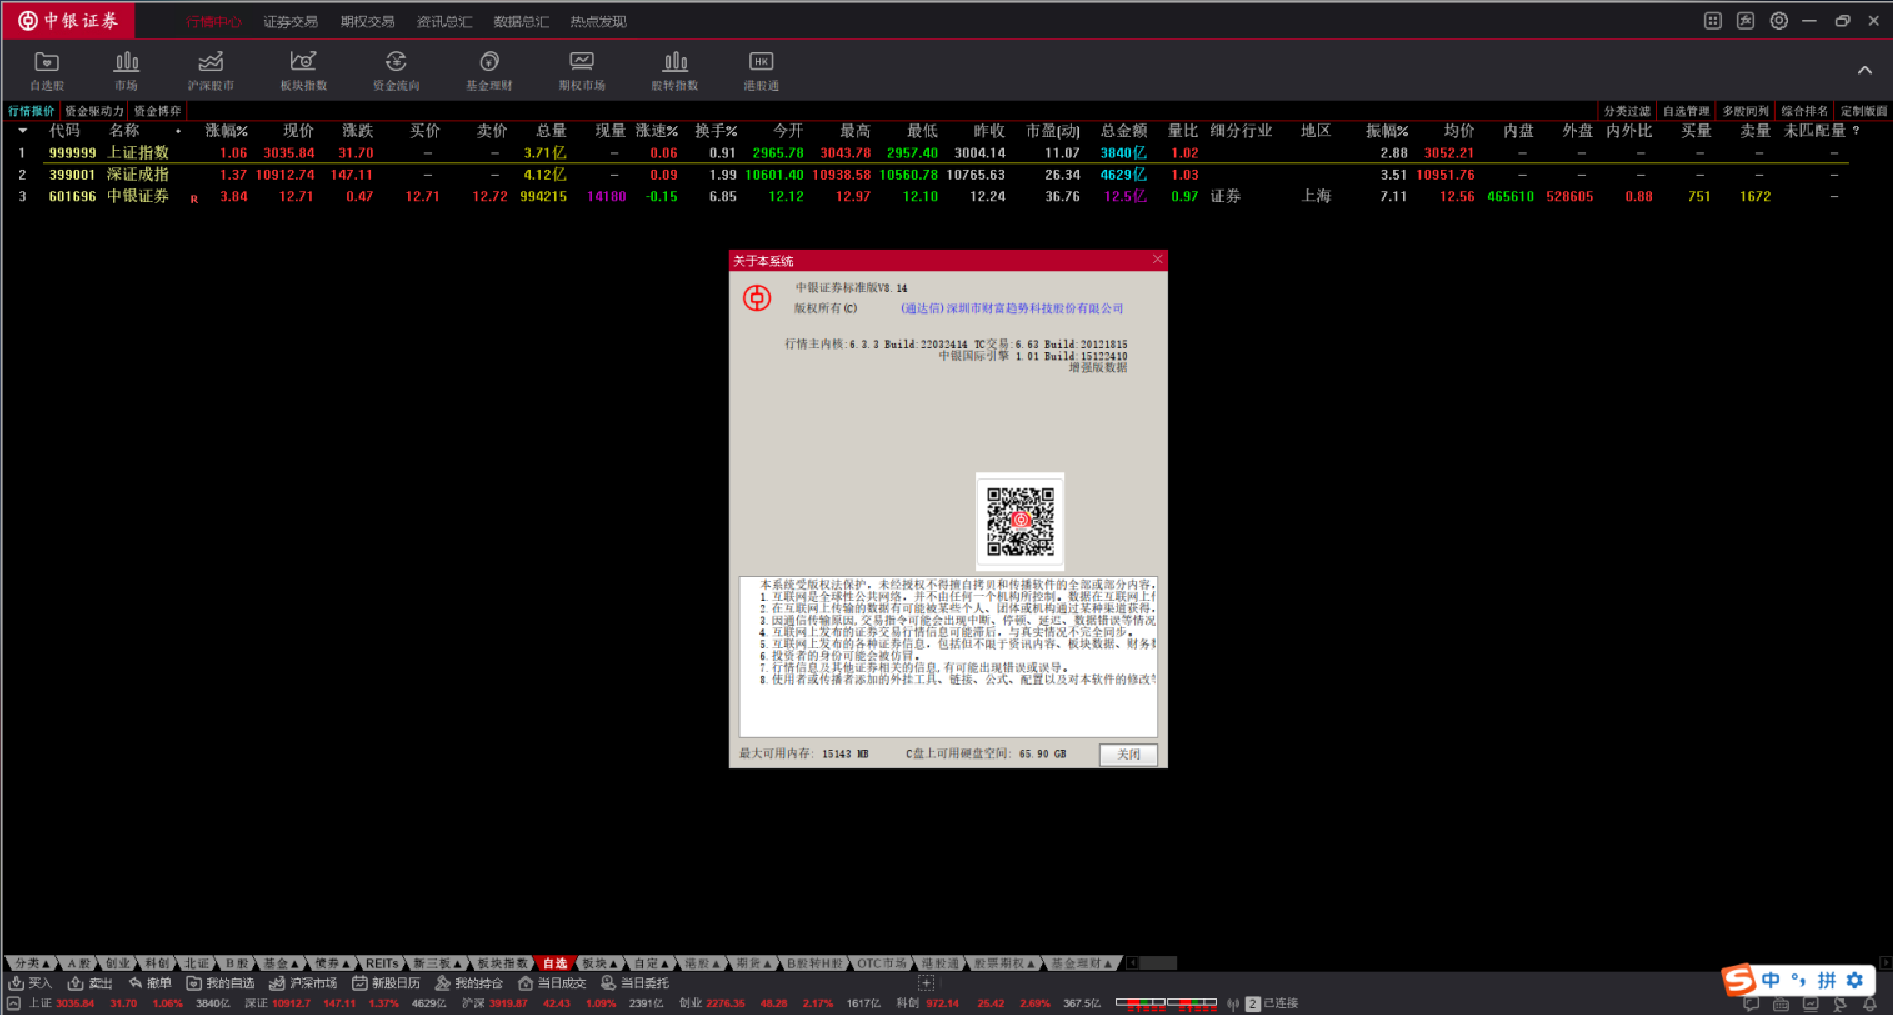 中银证券 行情中心 证券交易 期权交易 资讯总汇 数据总汇 热点发现
自选股 市场 沪深股市 板块指数 资金流向 基金理财 期权市场 股转指数 HK 港股通
行情报价 资金驱动力 资金博弈 分类过滤 自选管理 多股同列 综合排名 定制版面
代码 名称 涨幅% 现价 涨跌 买价 卖价 总量 现量 涨速% 换手% 今开 最高 最低 昨收 市盈(动) 总金额 量比 细分行业 地区 振幅% 均价 内盘 外盘 内外比 买量 卖量 未匹配量 ?
1 999999 上证指数 1.06 3035.84 31.70 — — 3.71亿 — 0.06 0.91 2965.78 3043.78 2957.40 3004.14 11.07 3840亿 1.02 2.88 3052.21 — — — — — —
2 399001 深证成指 1.37 10912.74 147.11 — — 4.12亿 — 0.09 1.99 10601.40 10938.58 10560.78 10765.63 26.34 4629亿 1.03 3.51 10951.76 — — — — — —
3 601696 中银证券 R 3.84 12.71 0.47 12.71 12.72 994215 14180 -0.15 6.85 12.12 12.97 12.10 12.24 36.76 12.5亿 0.97 证券 上海 7.11 12.56 465610 528605 0.88 751 1672 —
关于本系统
中银证券标准版V8.14
版权所有(C) (通达信)深圳市财富趋势科技股份有限公司
行情主内核:6.3.3 Build:22032414 TC交易:6.63 Build:20121815
中银国际引擎 1.01 Build:15122410
增强版数据
本系统受版权法保护，未经授权不得擅自拷贝和传播软件的全部或部分内容，
1.互联网是全球性公共网络，并不由任何一个机构所控制。数据在互联网上
2.在互联网上传输的数据有可能被某些个人、团体或机构通过某种渠道获得，
3.因通信传输原因,交易指令可能会出现中断、停顿、延迟、数据错误等情况
4.互联网上发布的证券交易行情信息可能滞后，与真实情况不完全同步。
5.互联网上发布的各种证券信息，包括但不限于资讯内容、板块数据、财务
6.投资者的身份可能会被仿冒。
7.行情信息及其他证券相关的信息,有可能出现错误或误导。
8.使用者或传播者添加的外挂工具、链接、公式、配置以及对本软件的修改
最大可用内存: 15143 MB C盘上可用硬盘空间: 65.90 GB 关闭
分类▲ A股 创业 科创 北证 B股 基金▲ 债券▲ REITs 新三板▲ 板块指数 自选 板块▲ 自定▲ 港股▲ 期货▲ B股转H股 OTC市场 港股通 股票期权▲ 基金理财▲
买入 卖出 撤单 我的自选 沪深市场 新股日历 我的持仓 当日成交 当日委托
上证 3035.84 31.70 1.06% 3840亿 深证 10912.7 147.11 1.37% 4629亿 沪深 3919.87 42.43 1.09% 2391亿 创业 2276.35 48.28 2.17% 1617亿 科创 972.14 25.42 2.69% 367.5亿 2 已连接
S 中 拼